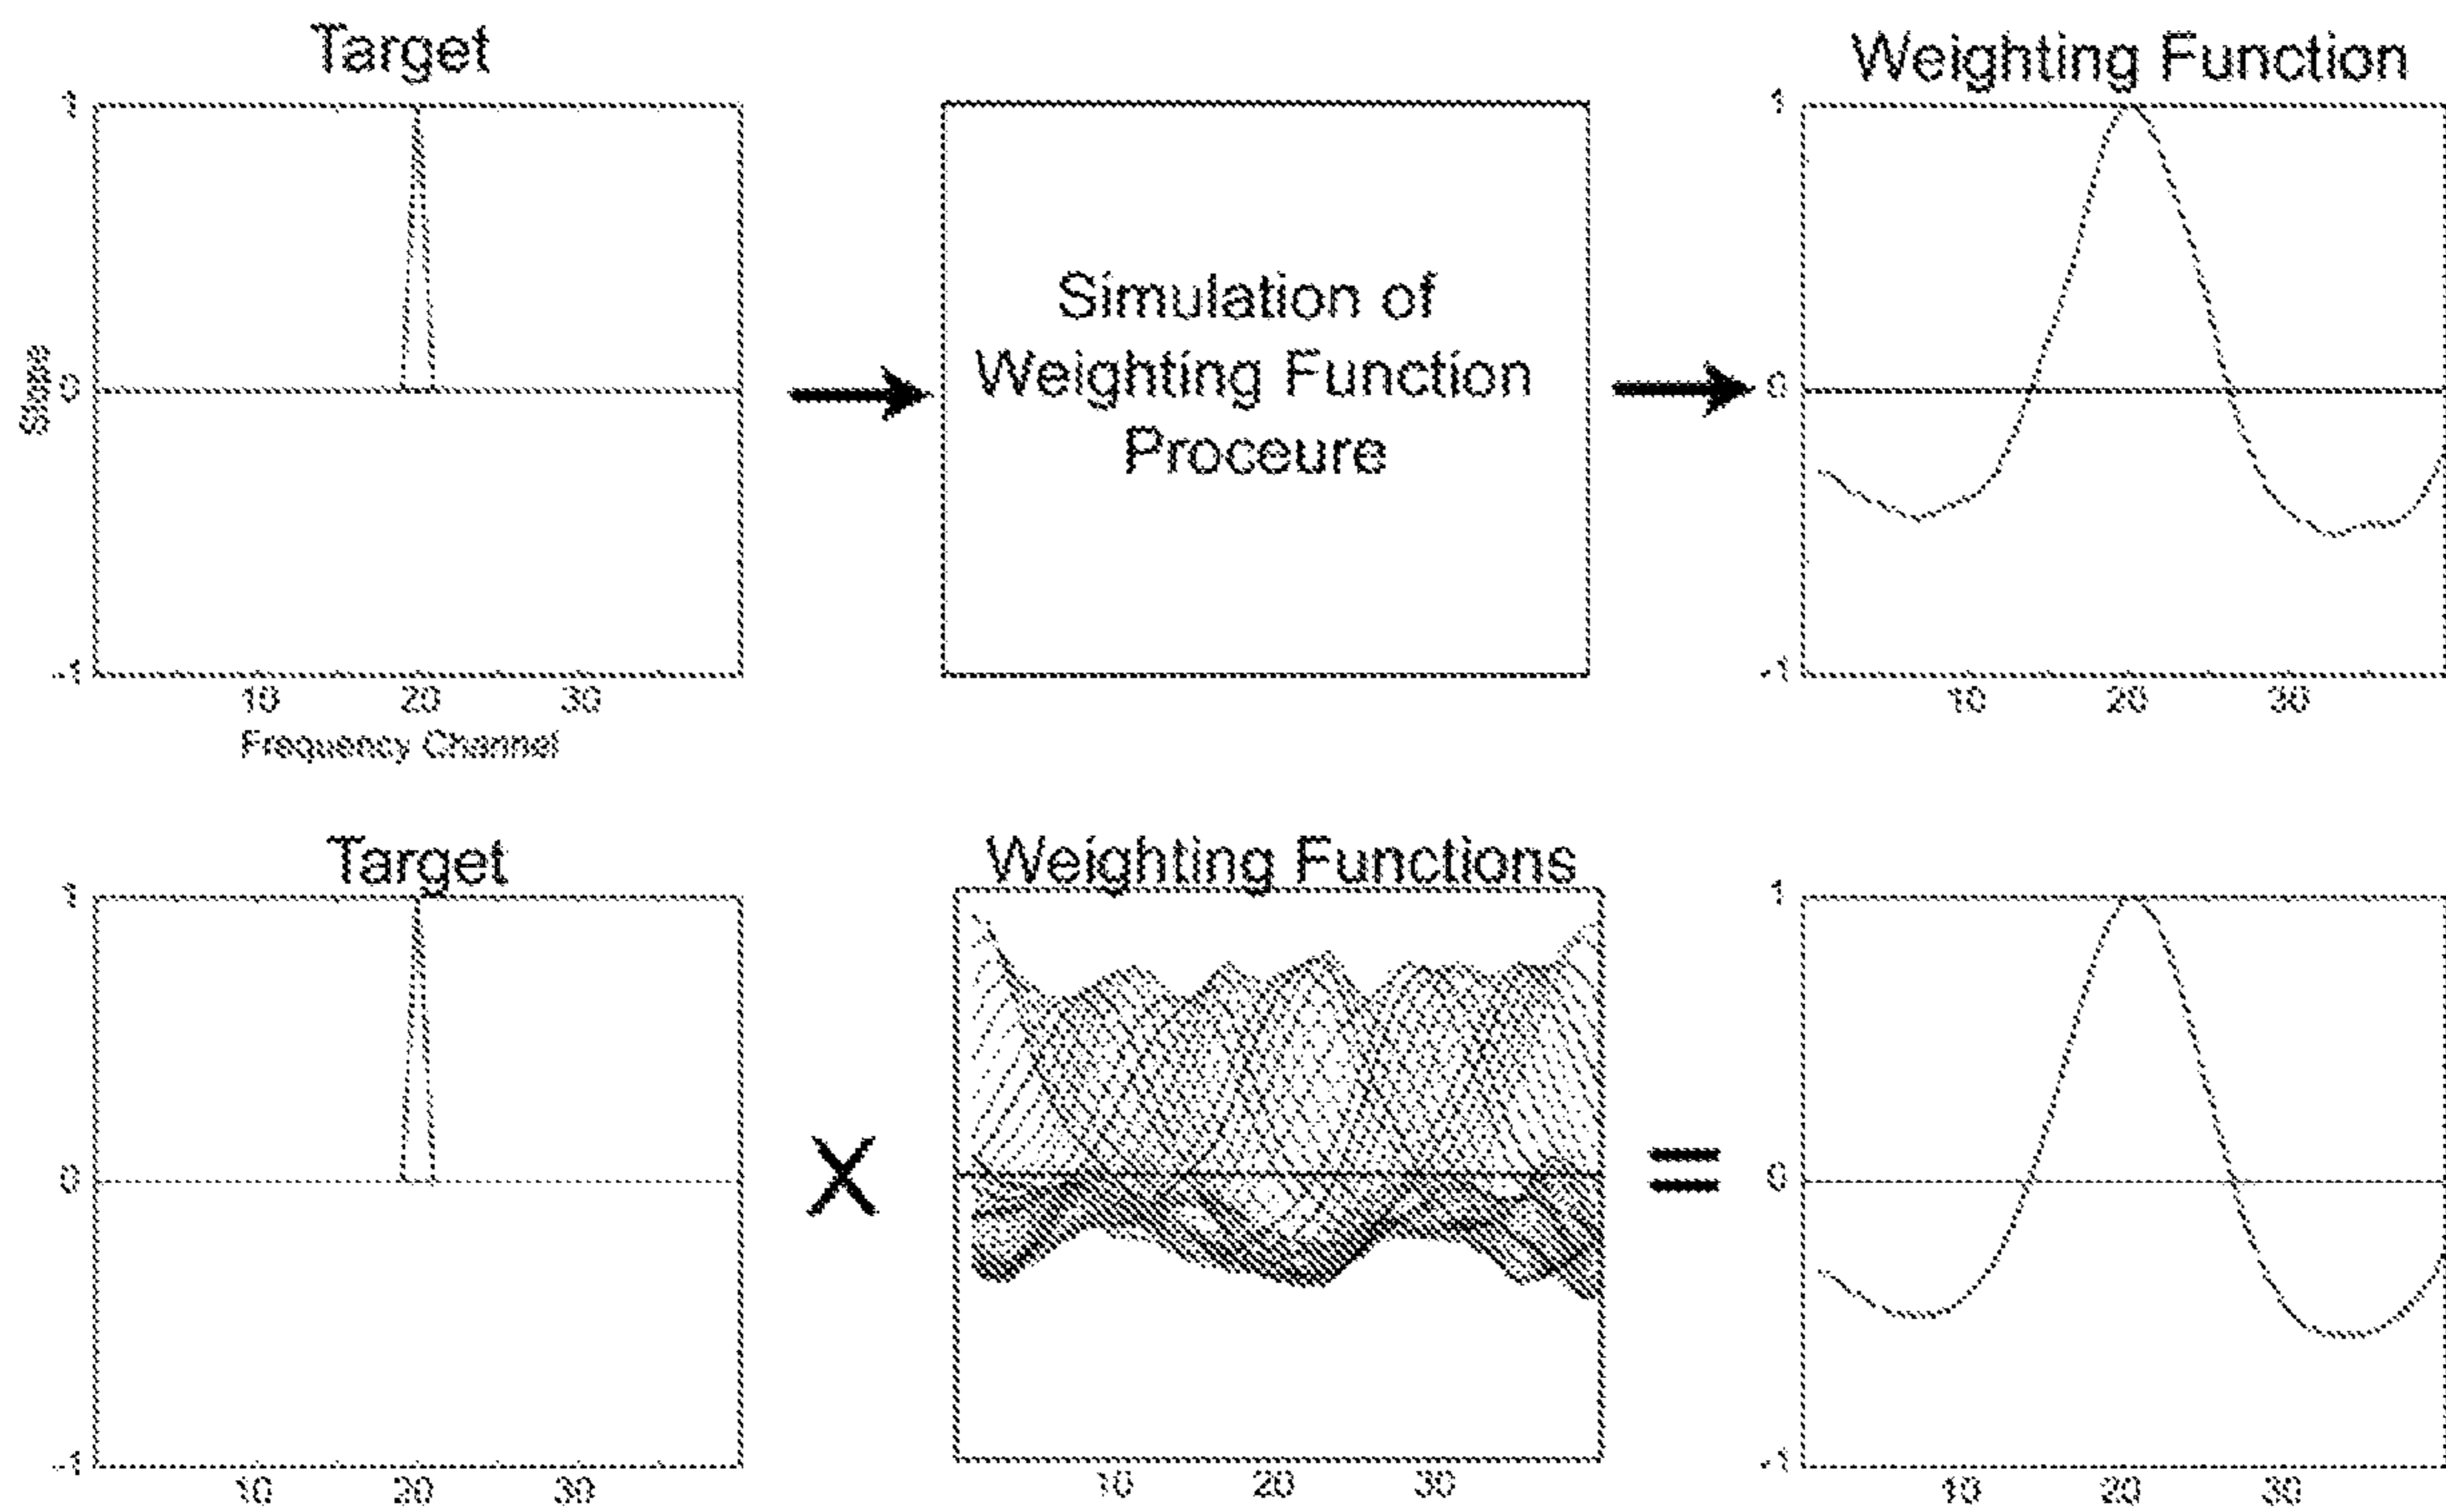 Target
Weighting Function
1
1
Simulation of
Weighting Function
Proceure
0
0
-1
-1
10 20 30
10 20 30
Frequency Channel
Target
Weighting Functions
1
1
X
=
0
0
-1
-1
10 20 30
10 20 30
10 20 30